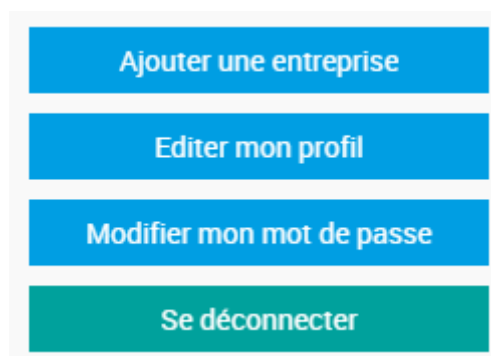 Ajouter une entreprise
Editer mon profil
Modifier mon mot de passe
Se déconnecter